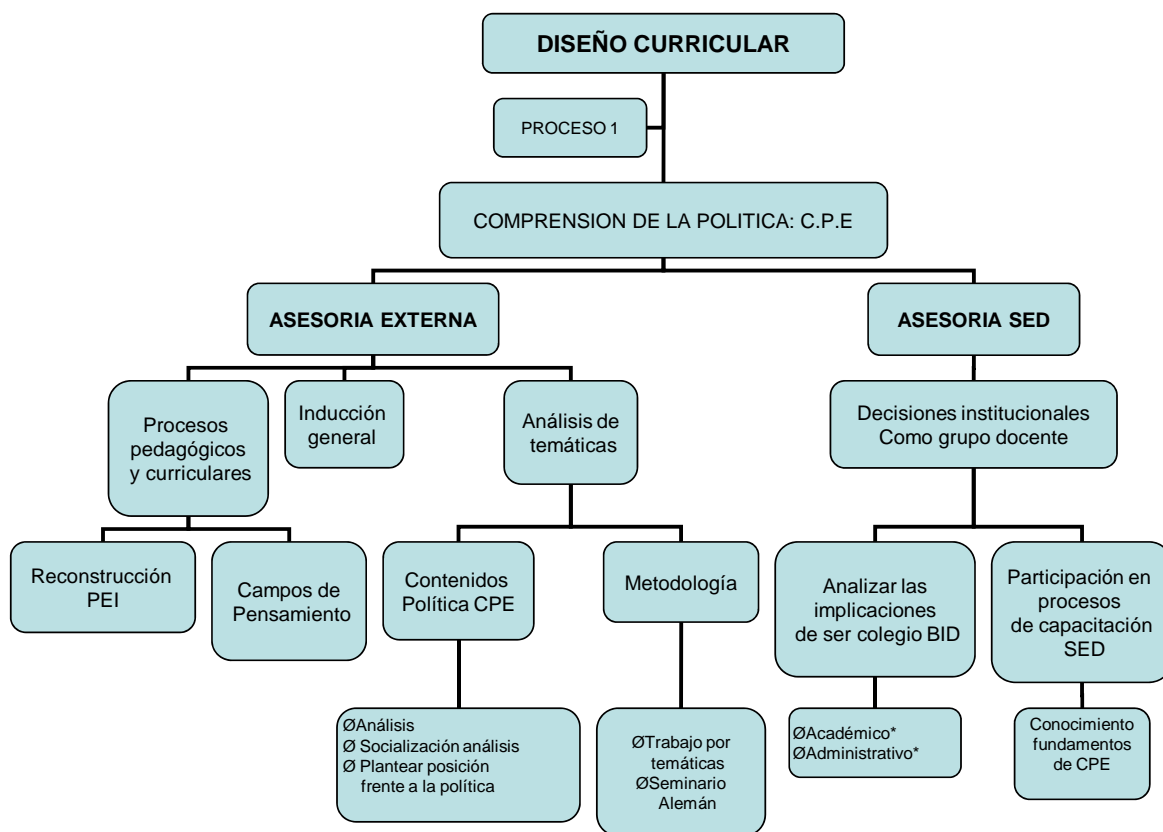 DISEÑO CURRICULAR
PROCESO 1
COMPRENSION DE LA POLITICA: C.P.E
ASESORIA EXTERNA
ASESORIA SED
Procesos
pedagógicos
y curriculares
Inducción
general
Análisis de
temáticas
Decisiones institucionales
Como grupo docente
Reconstrucción
PEI
Campos de
Pensamiento
Contenidos
Política CPE
Metodología
Analizar las
implicaciones
de ser colegio BID
Participación en
procesos
de capacitación
SED
ØAnálisis
Ø Socialización análisis
Ø Plantear posición
frente a la política
ØTrabajo por
temáticas
ØSeminario
Alemán
ØAcadémico*
ØAdministrativo*
Conocimiento
fundamentos
de CPE